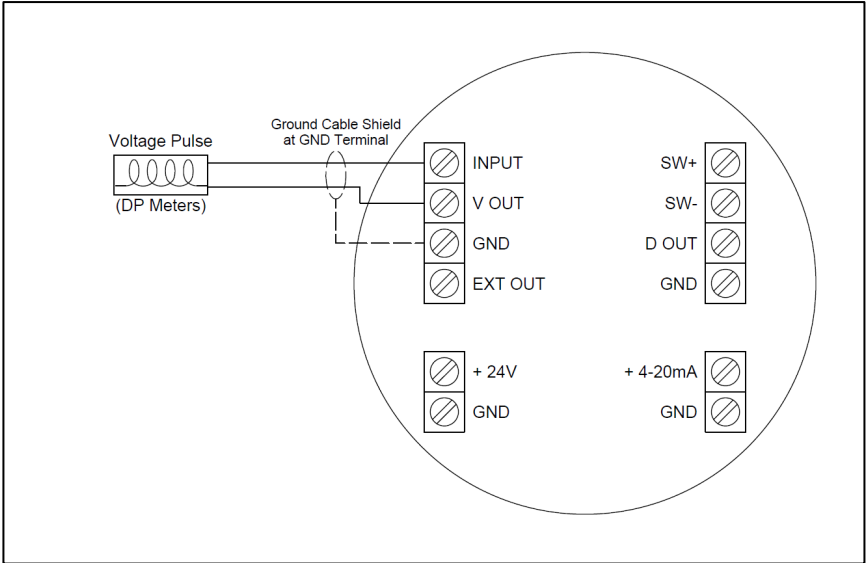 Voltage Pulse
(DP Meters)
Ground Cable Shield
at GND Terminal
INPUT
V OUT
GND
EXT OUT
SW+
SW-
D OUT
GND
+ 24V
GND
+ 4-20mA
GND